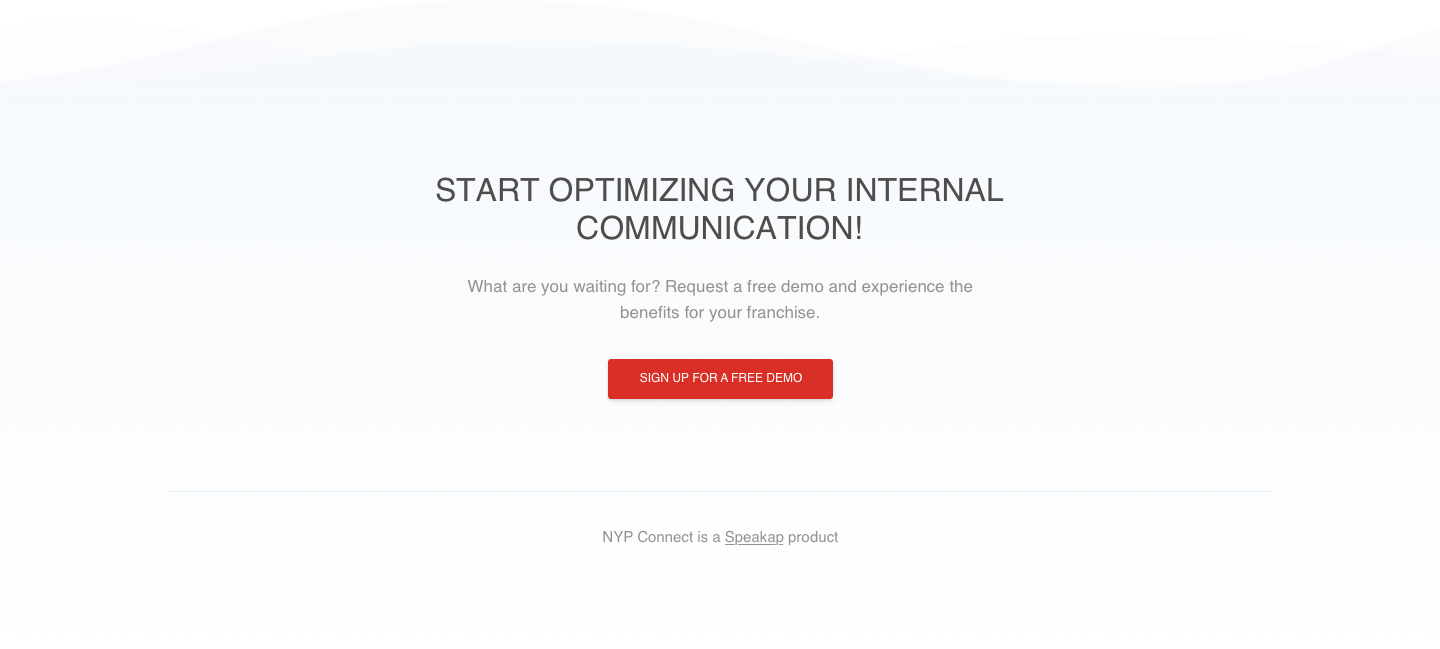 START OPTIMIZING YOUR INTERNAL
COMMUNICATION!
What are you waiting for? Request a free demo and experience the
benefits for your franchise.
SIGN UP FOR A FREE DEMO
NYP Connect is a Speakap product